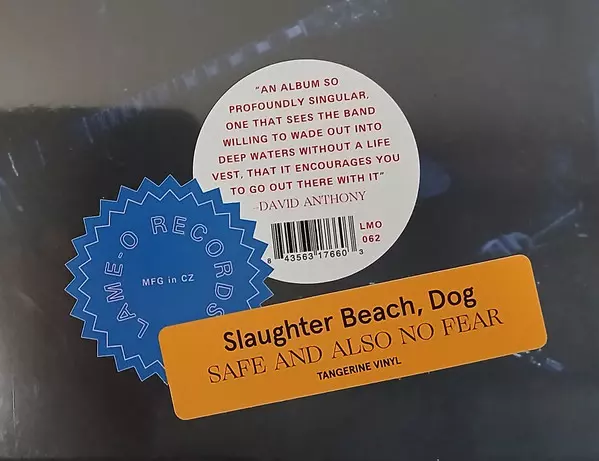 "AN ALBUM SO
PROFOUNDLY SINGULAR,
ONE THAT SEES THE BAND
WILLING TO WADE OUT INTO
DEEP WATERS WITHOUT A LIFE
VEST, THAT IT ENCOURAGES YOU
TO GO OUT THERE WITH IT"
–DAVID ANTHONY
LMO
062
8 43563 17660 3
LAME-O RECORDS
MFG in CZ
Slaughter Beach, Dog
SAFE AND ALSO NO FEAR
TANGERINE VINYL